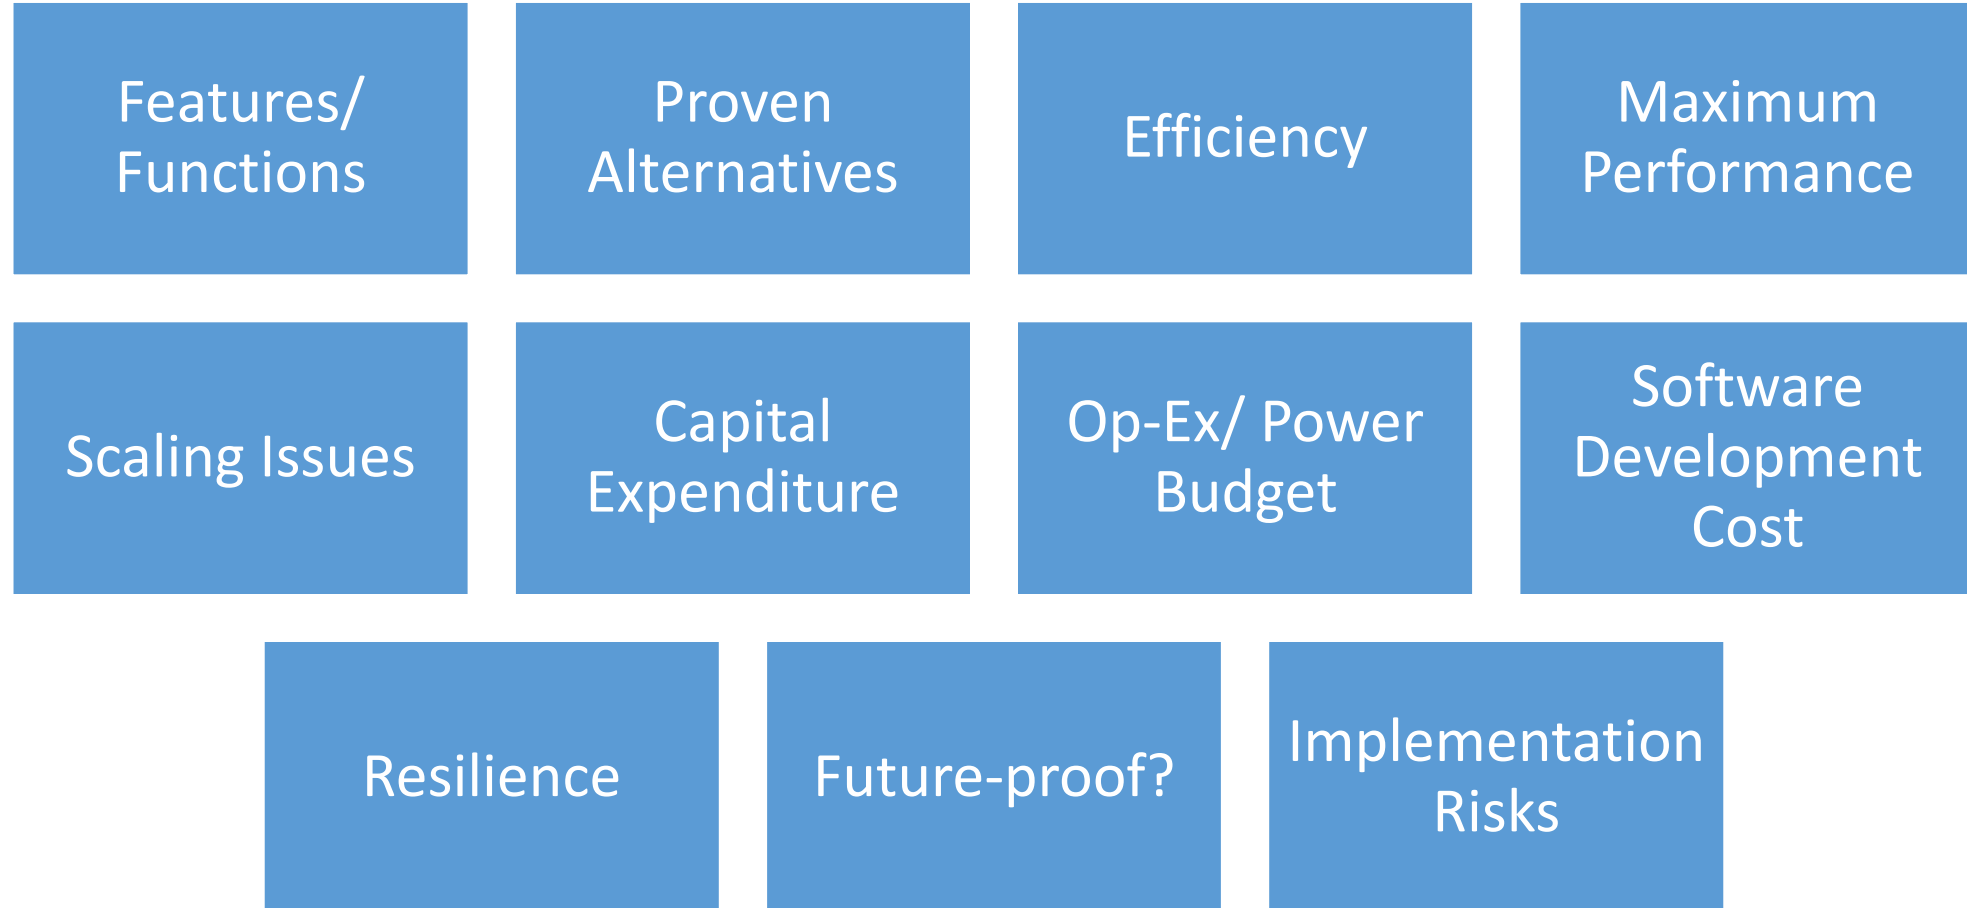 Features/
Functions
Proven
Alternatives
Efficiency
Maximum
Performance
Scaling Issues
Capital
Expenditure
Op-Ex/ Power
Budget
Software
Development
Cost
Resilience
Future-proof?
Implementation
Risks